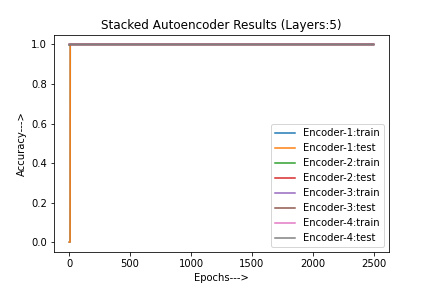 Stacked Autoencoder Results (Layers:5)
1.0
0.8
0.6
0.4
0.2
0.0
Accuracy--->
Encoder-1:train
Encoder-1:test
Encoder-2:train
Encoder-2:test
Encoder-3:train
Encoder-3:test
Encoder-4:train
Encoder-4:test
0 500 1000 1500 2000 2500
Epochs--->